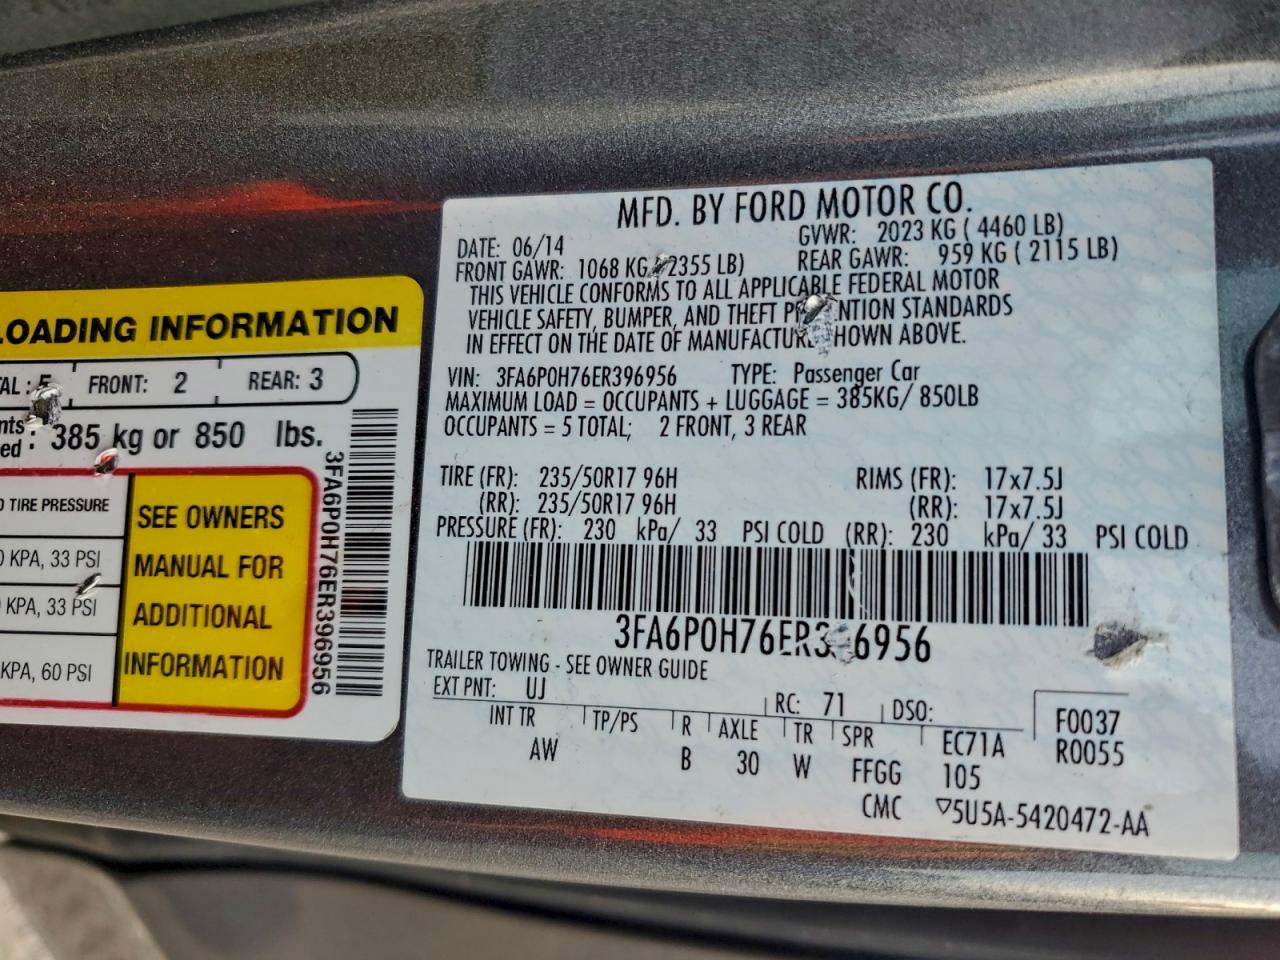 LOADING INFORMATION
FRONT: 2
REAR: 3
385 kg or 850 lbs.
TIRE PRESSURE
KPA, 33 PSI
KPA, 33 PSI
KPA, 60 PSI
SEE OWNERS
MANUAL FOR
ADDITIONAL
INFORMATION
3FA6P0H76ER396956
MFD. BY FORD MOTOR CO.
DATE: 06/14 GVWR: 2023 KG ( 4460 LB)
FRONT GAWR: 1068 KG 2355 LB) REAR GAWR: 959 KG ( 2115 LB)
THIS VEHICLE CONFORMS TO ALL APPLICABLE FEDERAL MOTOR
VEHICLE SAFETY, BUMPER, AND THEFT STANDARDS
IN EFFECT ON THE DATE OF ABOVE.
VIN: 3FA6P0H76ER396956 TYPE: Passenger Car
MAXIMUM LOAD = OCCUPANTS + LUGGAGE = 385KG/ 850LB
OCCUPANTS = 5 TOTAL; 2 FRONT, 3 REAR
TIRE (FR): 235/50R17 96H RIMS (FR): 17x7.5J
(RR): 235/50R17 96H (RR): 17x7.5J
PRESSURE (FR): 230 kPa/ 33 PSI COLD (RR): 230 kPa/ 33 PSI COLD
TRAILER TOWING - SEE OWNER GUIDE
EXT PNT: UJ RC: 71 DSO: F0037
INT TR TP/PS R AXLE TR SPR EC71A R0055
AW B 30 W FFGG 105
CMC ▽5U5A-5420472-AA